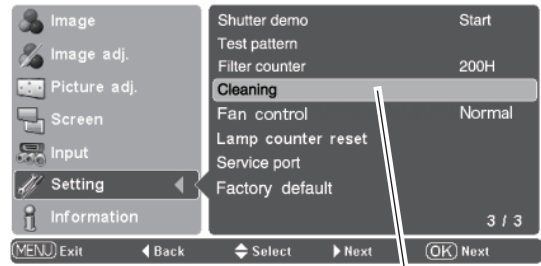 Image
Image adj.
Picture adj.
Screen
Input
Setting
Information
Shutter demo Start
Test pattern
Filter counter 200H
Cleaning
Fan control Normal
Lamp counter reset
Service port
Factory default
3 / 3
MENU Exit Back Select Next OK Next